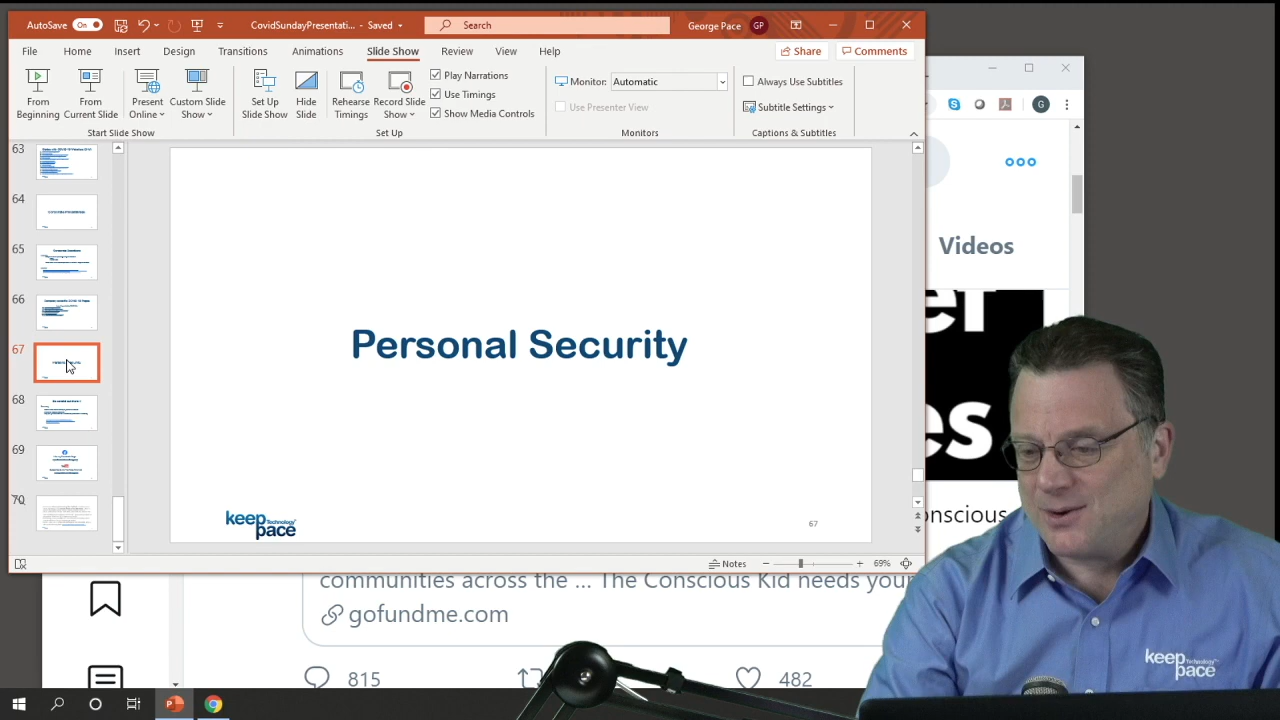 AutoSave On CovidSundayPresentati... - Saved Search George Pace GP
File Home Insert Design Transitions Animations Slide Show Review View Help Share Comments
From Beginning
From Current Slide
Present Online
Custom Slide Show
Set Up Slide Show
Hide Slide
Rehearse Timings
Record Slide Show
Play Narrations
Use Timings
Show Media Controls
Monitor: Automatic
Use Presenter View
Always Use Subtitles
Subtitle Settings
Start Slide Show Set Up Monitors Captions & Subtitles
G
63
64
65
66
67
68
69
70
Personal Security
keep Technology
pace
67
Notes 69%
Videos
es
onscious
communities across the ... The Conscious Kid needs your
gofundme.com
815 482
keep Technology
pace